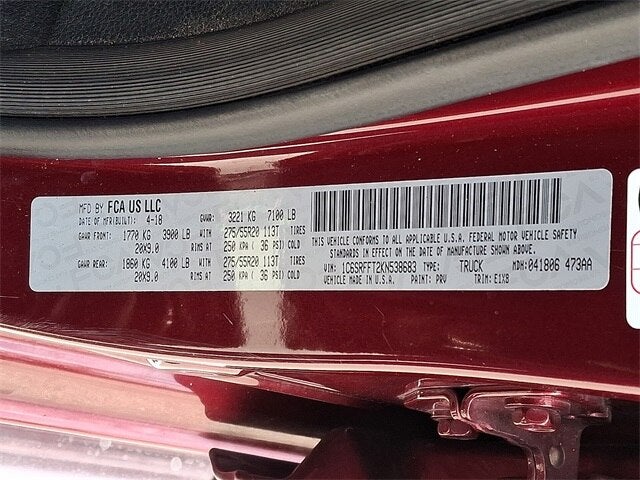 MFD BY FCA US LLC
DATE OF MFR(BUILT): 4-18 GVWR: 3221 KG 7100 LB
GAWR FRONT: 1770 KG 3900 LB WITH 275/55R20 113T TIRES
20X9.0 RIMS AT 250 KPA ( 36 PSI) COLD
GAWR REAR: 1860 KG 4100 LB WITH 275/55R20 113T TIRES
20X9.0 RIMS AT 250 KPA ( 36 PSI) COLD
THIS VEHICLE CONFORMS TO ALL APPLICABLE U.S.A. FEDERAL MOTOR VEHICLE SAFETY
STANDARDS IN EFFECT ON THE DATE OF MANUFACTURE SHOWN ABOVE.
VIN: 1C6SRFFT2KN538683 TYPE: TRUCK MDH:041806 473AA
VEHICLE MADE IN U.S.A. PAINT: PRV TRIM: E1X8